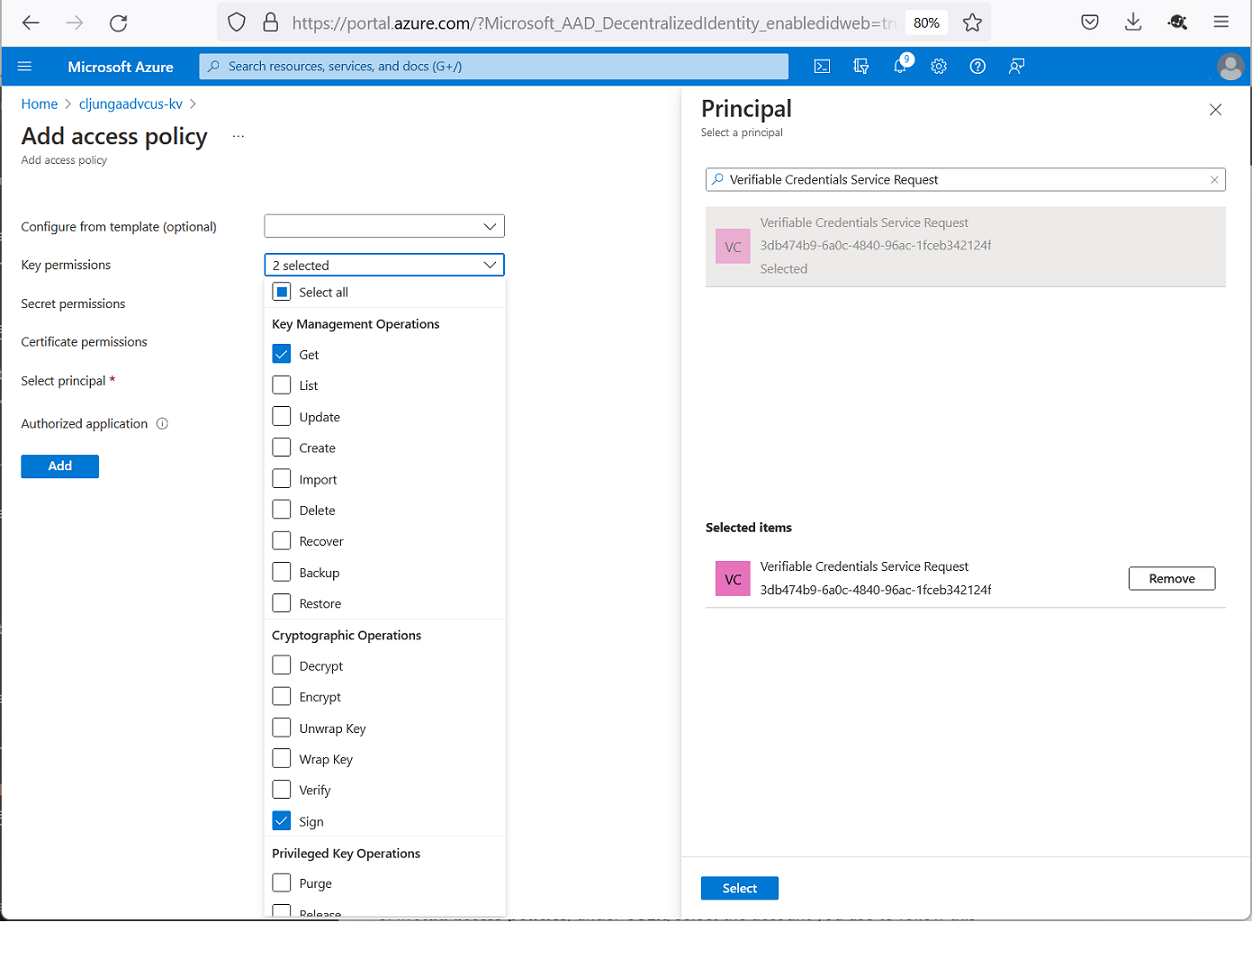 https://portal.azure.com/?Microsoft_AAD_DecentralizedIdentity_enabledidweb=tr
80%
Microsoft Azure
Search resources, services, and docs (G+/)
9
Home > cljungaadvcus-kv >
Add access policy ...
Add access policy
Configure from template (optional)
Key permissions
2 selected
Secret permissions
Certificate permissions
Select principal *
Authorized application
Add
Select all
Key Management Operations
Get
List
Update
Create
Import
Delete
Recover
Backup
Restore
Cryptographic Operations
Decrypt
Encrypt
Unwrap Key
Wrap Key
Verify
Sign
Privileged Key Operations
Purge
Release
Principal
Select a principal
Verifiable Credentials Service Request
VC
Verifiable Credentials Service Request
3db474b9-6a0c-4840-96ac-1fceb342124f
Selected
Selected items
VC
Verifiable Credentials Service Request
3db474b9-6a0c-4840-96ac-1fceb342124f
Remove
Select